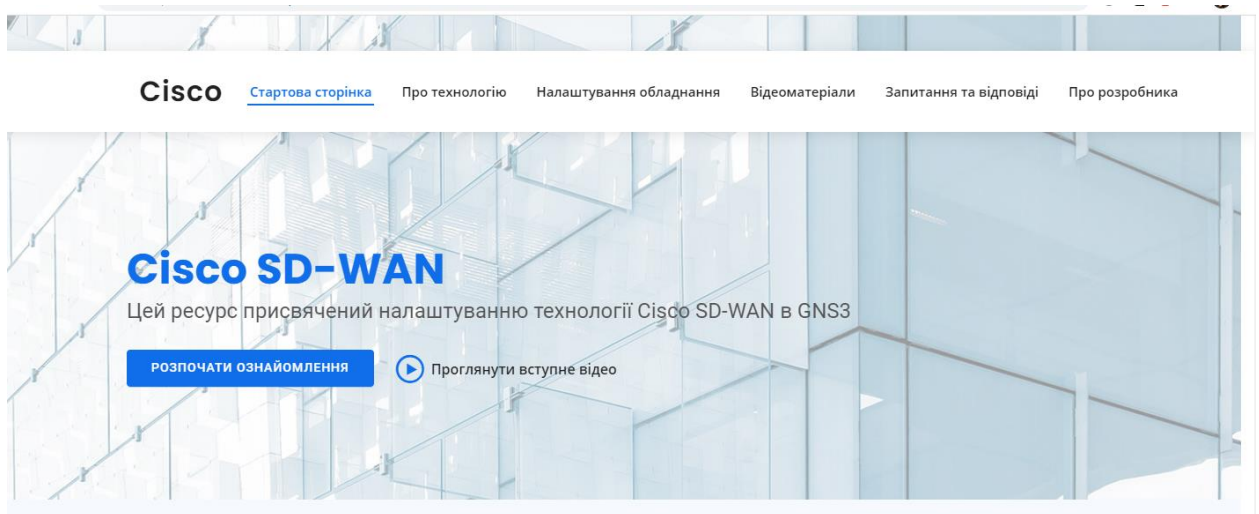 Cisco
Стартова сторінка
Про технологію
Налаштування обладнання
Відеоматеріали
Запитання та відповіді
Про розробника
Cisco SD-WAN
Цей ресурс присвячений налаштуванню технології Cisco SD-WAN в GNS3
РОЗПОЧАТИ ОЗНАЙОМЛЕННЯ
Проглянути вступне відео